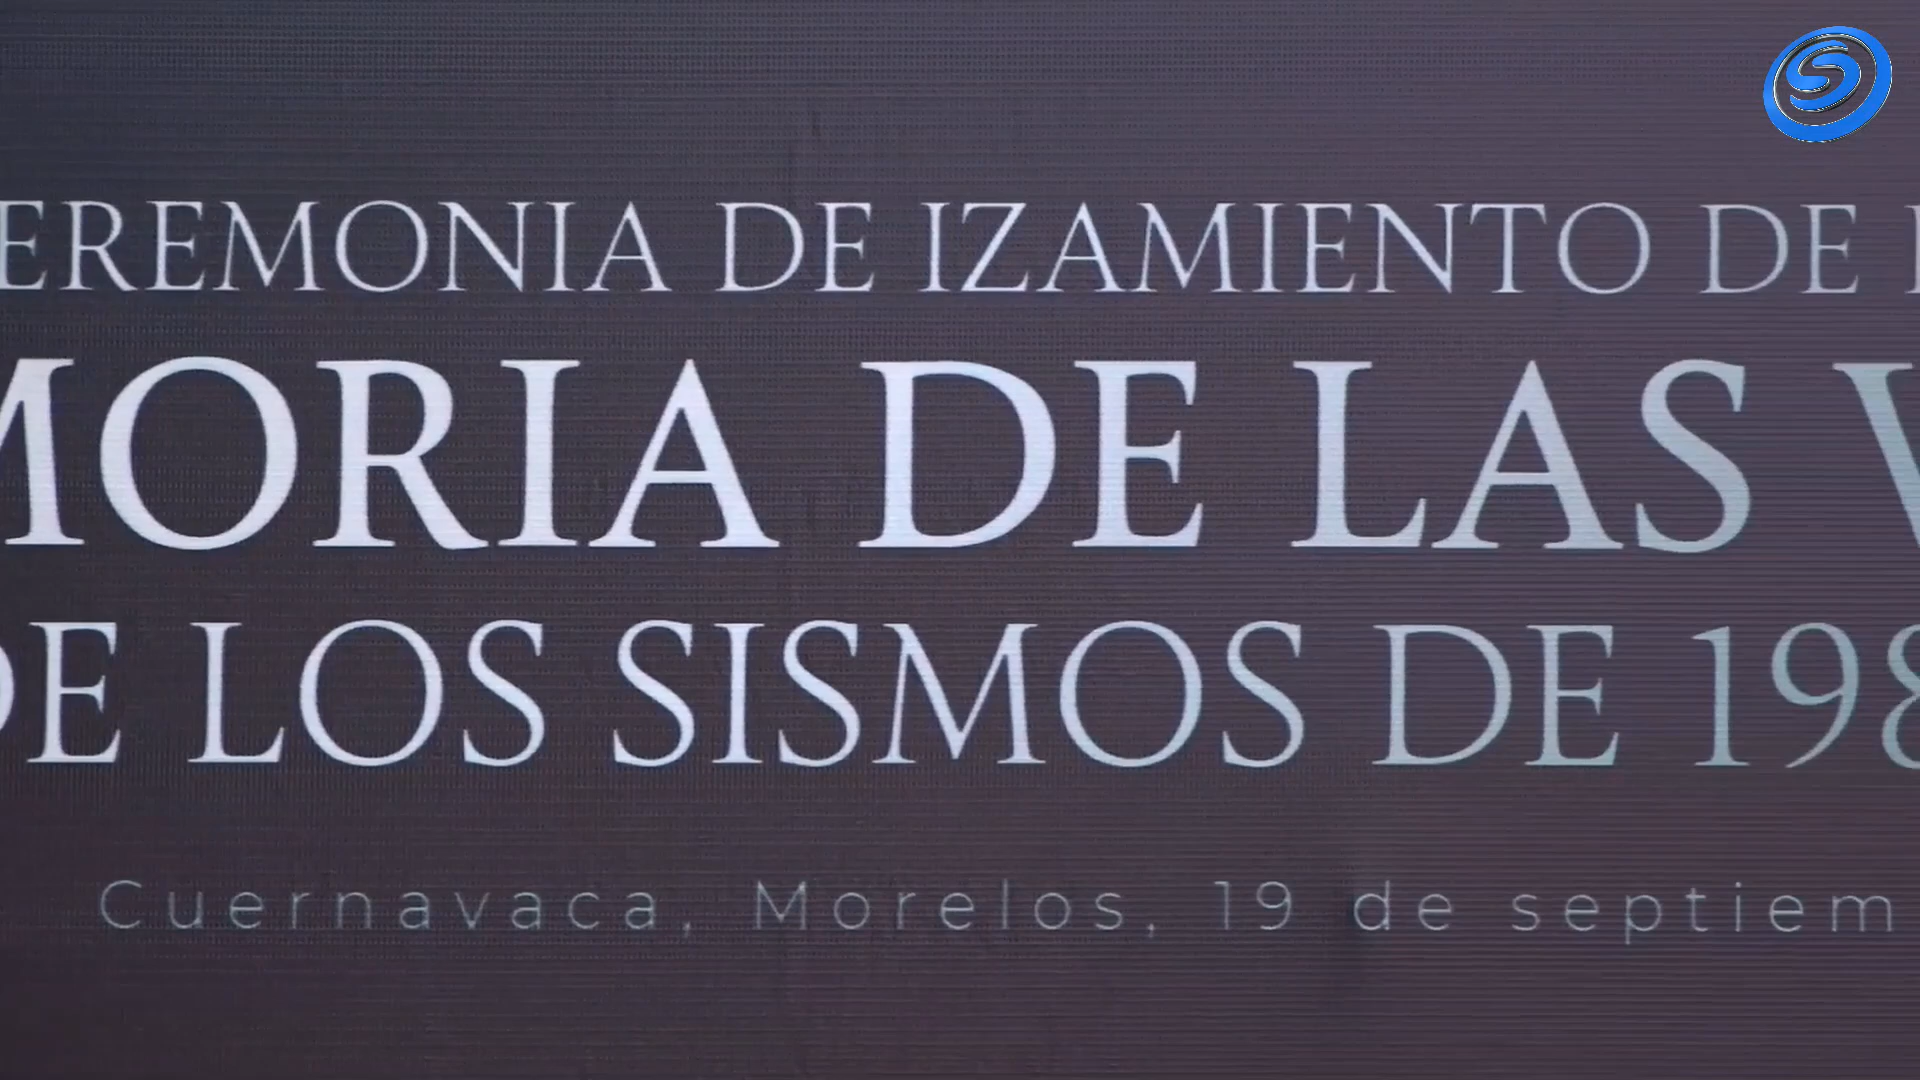 EREMONIA DE IZAMIENTO DE
MORIA DE LAS V
DE LOS SISMOS DE 198
Cuernavaca, Morelos, 19 de septiem